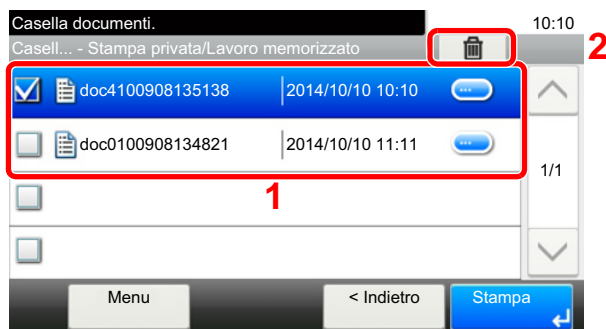 Casella documenti. 10:10
Casell... - Stampa privata/Lavoro memorizzato 2
doc4100908135138 2014/10/10 10:10 ...
doc0100908134821 2014/10/10 11:11 ...
1/1
1
Menu < Indietro Stampa